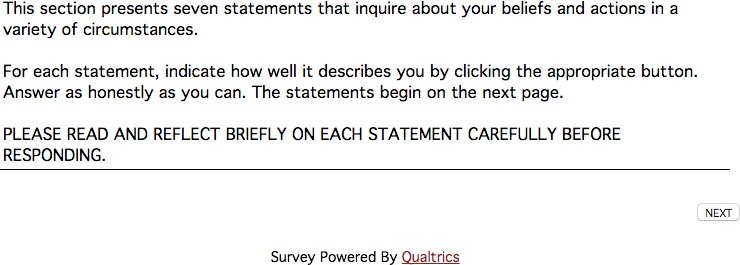 This section presents seven statements that inquire about your beliefs and actions in a
variety of circumstances.
For each statement, indicate how well it describes you by clicking the appropriate button.
Answer as honestly as you can. The statements begin on the next page.
PLEASE READ AND REFLECT BRIEFLY ON EACH STATEMENT CAREFULLY BEFORE
RESPONDING.
NEXT
Survey Powered By Qualtrics